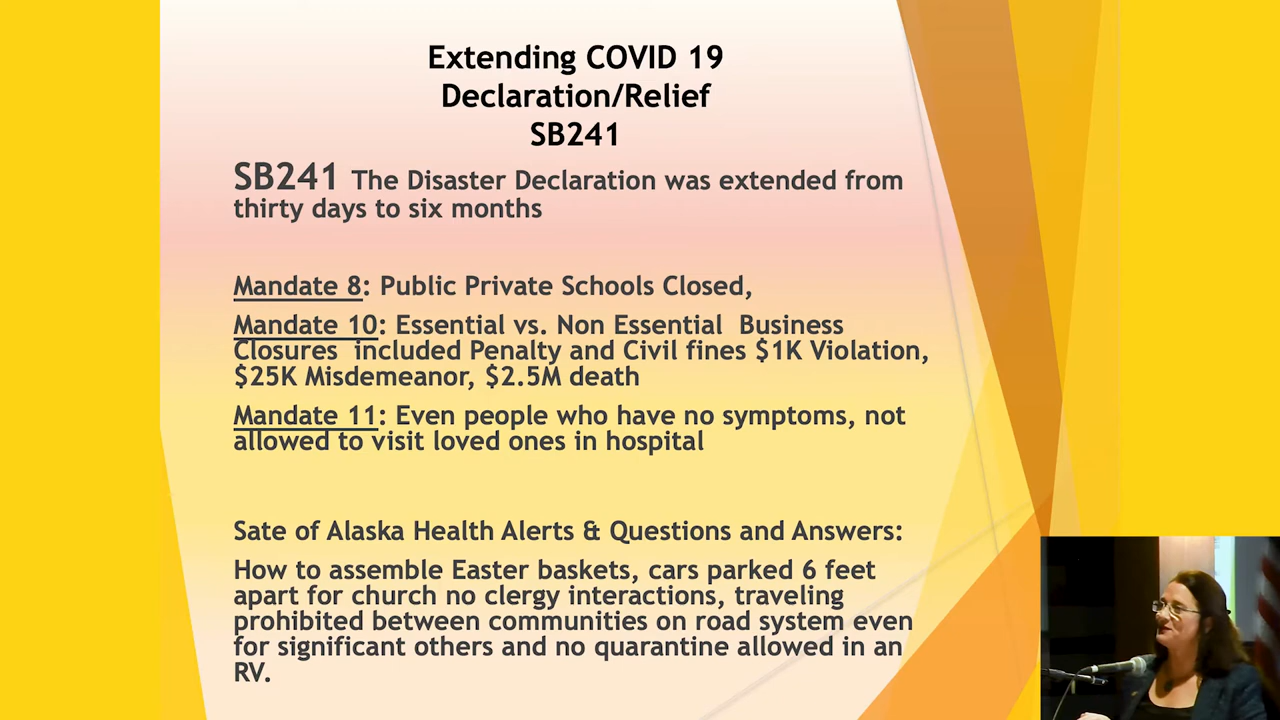 Extending COVID 19
Declaration/Relief
SB241
SB241 The Disaster Declaration was extended from
thirty days to six months
Mandate 8: Public Private Schools Closed,
Mandate 10: Essential vs. Non Essential Business
Closures included Penalty and Civil fines $1K Violation,
$25K Misdemeanor, $2.5M death
Mandate 11: Even people who have no symptoms, not
allowed to visit loved ones in hospital
Sate of Alaska Health Alerts & Questions and Answers:
How to assemble Easter baskets, cars parked 6 feet
apart for church no clergy interactions, traveling
prohibited between communities on road system even
for significant others and no quarantine allowed in an
RV.